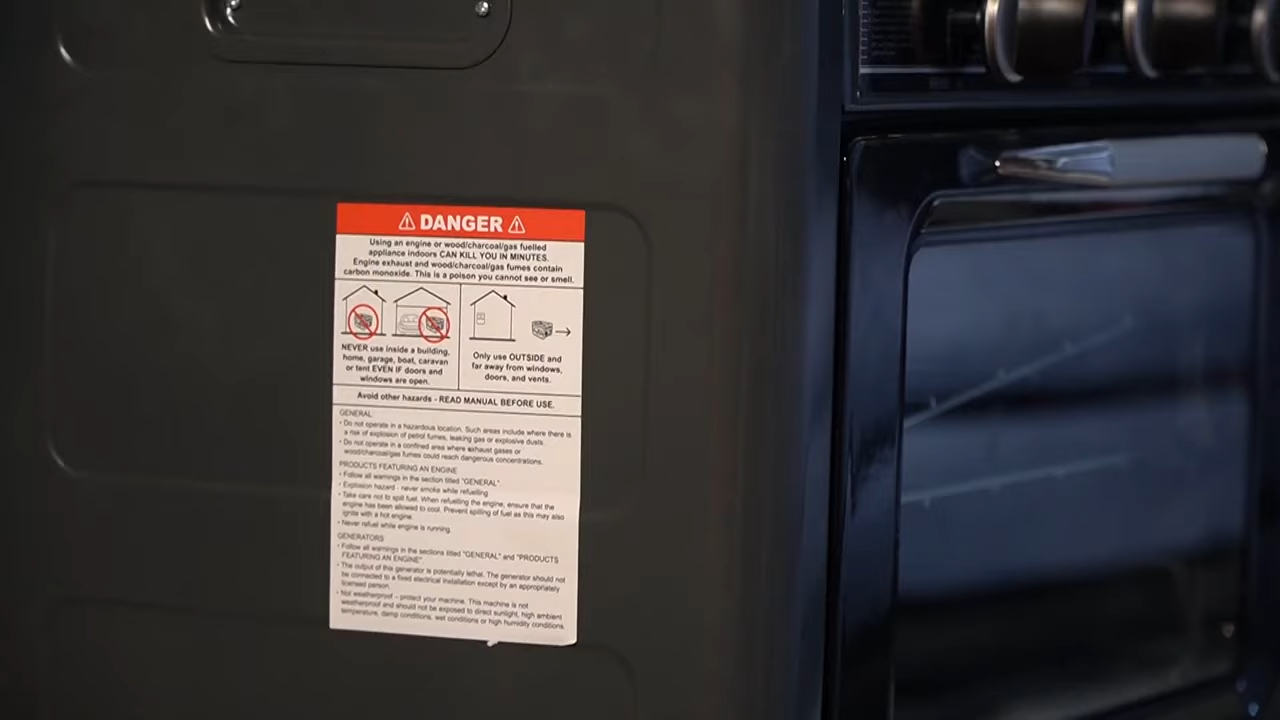 DANGER
Using an engine or wood/charcoal/gas fuelled
appliance indoors CAN KILL YOU IN MINUTES.
Engine exhaust and wood/charcoal/gas fumes contain
carbon monoxide. This is a poison you cannot see or smell.
NEVER use inside a building,
home, garage, boat, caravan
or tent EVEN IF doors and
windows are open.
Only use OUTSIDE and
far away from windows,
doors, and vents.
Avoid other hazards - READ MANUAL BEFORE USE.
GENERAL
• Do not operate in a hazardous location. Such areas include where there is
a risk of explosion of petrol fumes, leaking gas or explosive dusts.
• Do not operate in a confined area where exhaust gases or
wood/charcoal/gas fumes could reach dangerous concentrations.
PRODUCTS FEATURING AN ENGINE
• Follow all warnings in the section titled "GENERAL"
• Explosion hazard - never smoke while refuelling
• Take care not to spill fuel. When refuelling the engine, ensure that the
engine has been allowed to cool. Prevent spilling of fuel as this may also
ignite with a hot engine.
• Never refuel while engine is running.
GENERATORS
• Follow all warnings in the sections titled "GENERAL" and "PRODUCTS
FEATURING AN ENGINE"
• The output of this generator is potentially lethal. The generator should not
be connected to a fixed electrical installation except by an appropriately
licensed person.
• Not weatherproof – protect your machine. This machine is not
weatherproof and should not be exposed to direct sunlight, high ambient
temperature, damp conditions, wet conditions or high humidity conditions.